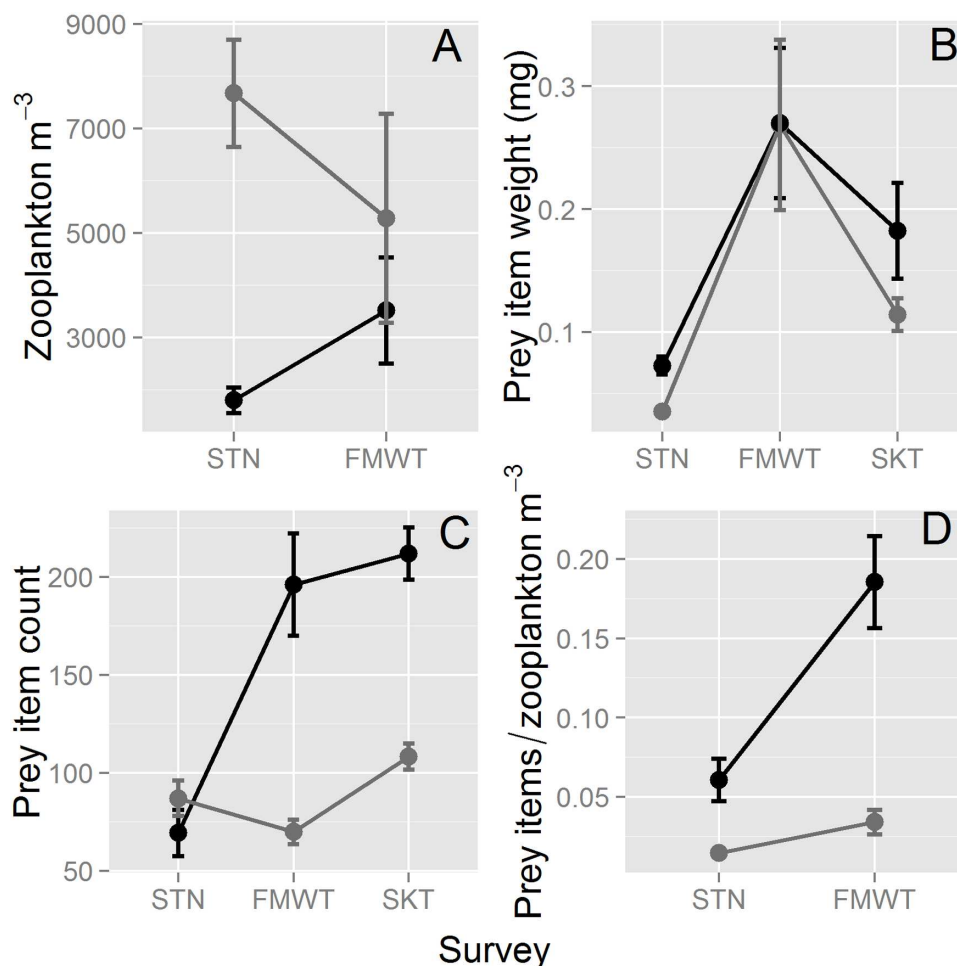 A
Zooplankton m⁻³
9000
7000
5000
3000
STN FMWT
B
Prey item weight (mg)
0.3
0.2
0.1
STN FMWT SKT
C
Prey item count
200
150
100
50
STN FMWT SKT
D
Prey items / zooplankton m⁻³
0.20
0.15
0.10
0.05
STN FMWT
Survey